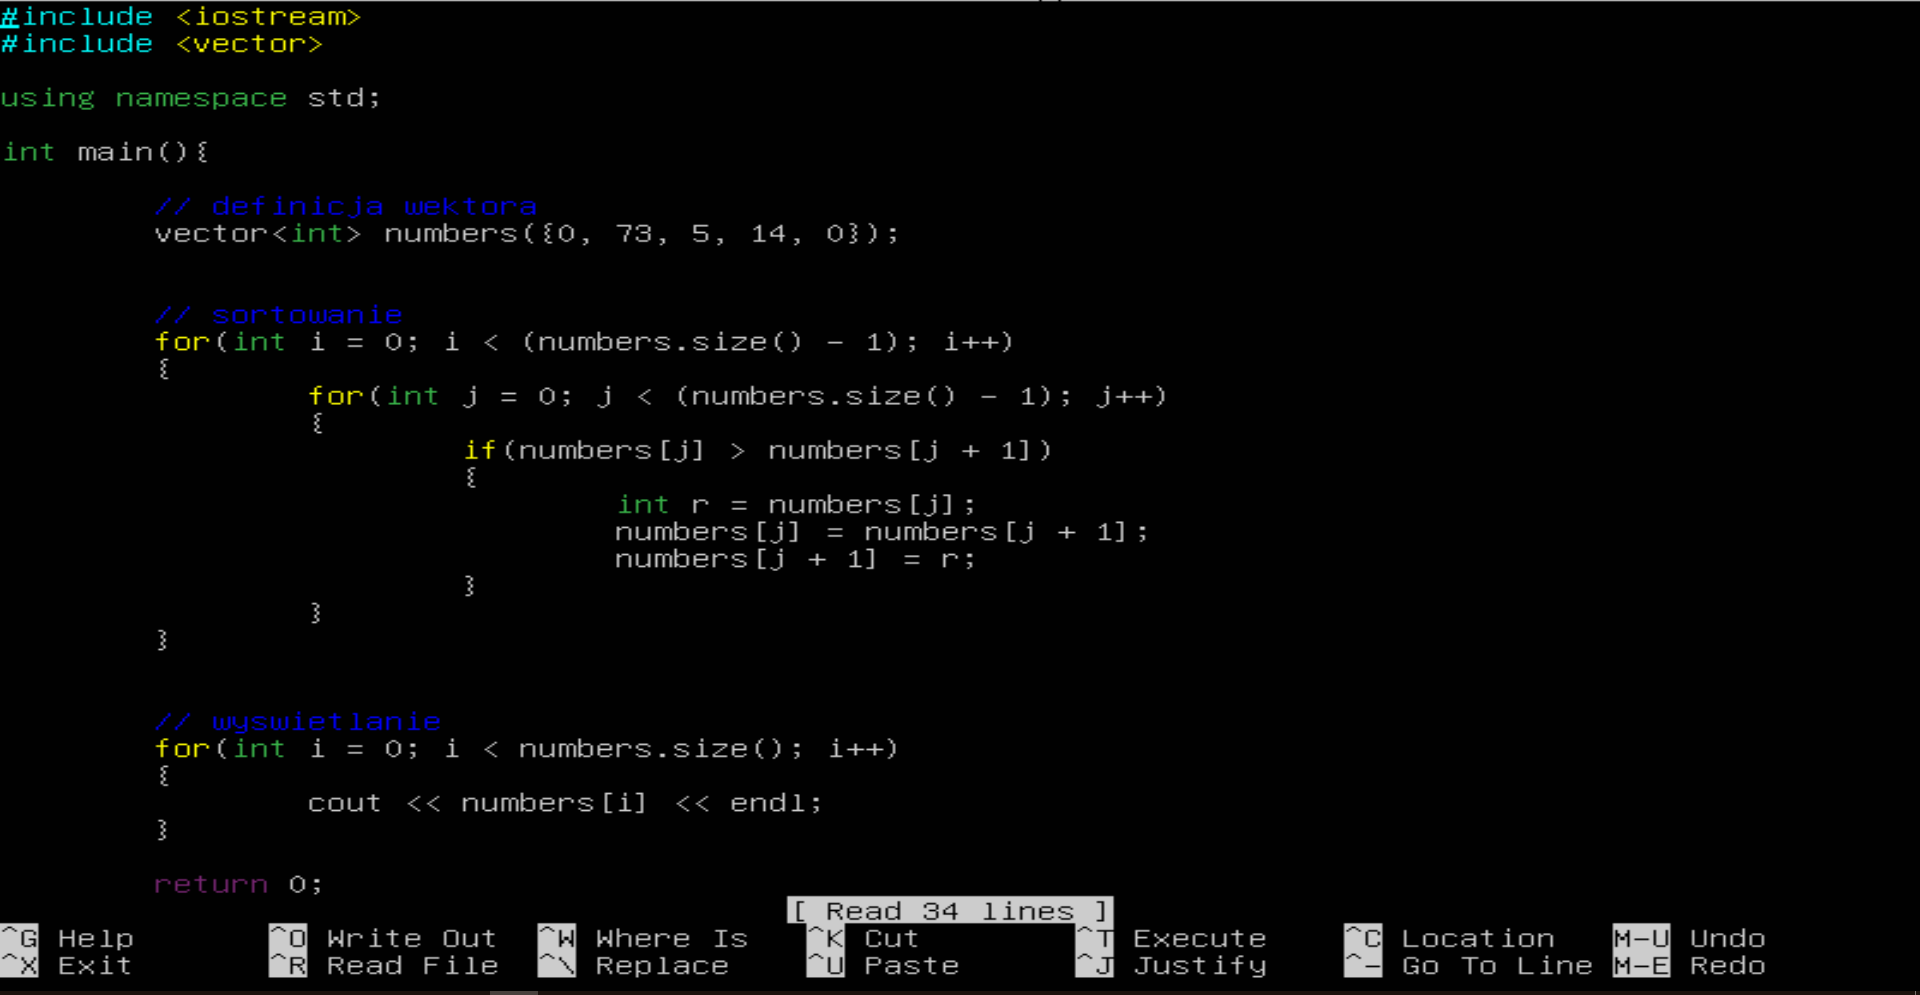 #include <iostream>
#include <vector>
using namespace std;
int main(){
// definicja wektora
vector<int> numbers({0, 73, 5, 14, 0});
// sortowanie
for(int i = 0; i < (numbers.size() - 1); i++)
{
for(int j = 0; j < (numbers.size() - 1); j++)
{
if(numbers[j] > numbers[j + 1])
{
int r = numbers[j];
numbers[j] = numbers[j + 1];
numbers[j + 1] = r;
}
}
}
// wyswietlanie
for(int i = 0; i < numbers.size(); i++)
{
cout << numbers[i] << endl;
}
return 0;
[ Read 34 lines ]
^G Help ^O Write Out ^W Where Is ^K Cut ^T Execute ^C Location M-U Undo
^X Exit ^R Read File ^\ Replace ^U Paste ^J Justify ^- Go To Line M-E Redo